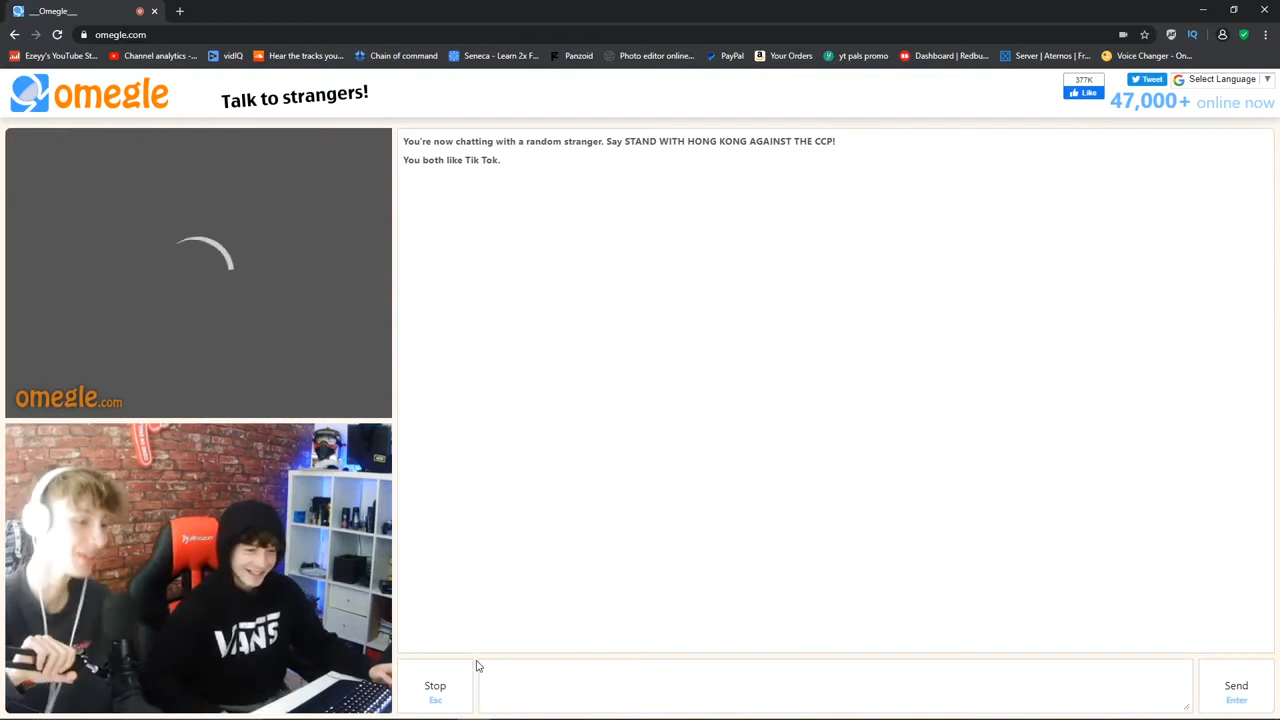 __Omegle__
omegle.com
Ezeyy's YouTube St...
Channel analytics -...
vidIQ
Hear the tracks you...
Chain of command
Seneca - Learn 2x F...
Panzoid
Photo editor online...
PayPal
Your Orders
yt pals promo
Dashboard | Redbu...
Server | Aternos | Fr...
Voice Changer - On...
omegle
Talk to strangers!
377K
Like
Tweet
Select Language
47,000+ online now
You're now chatting with a random stranger. Say STAND WITH HONG KONG AGAINST THE CCP!
You both like Tik Tok.
omegle.com
VANS
Stop
Esc
Send
Enter